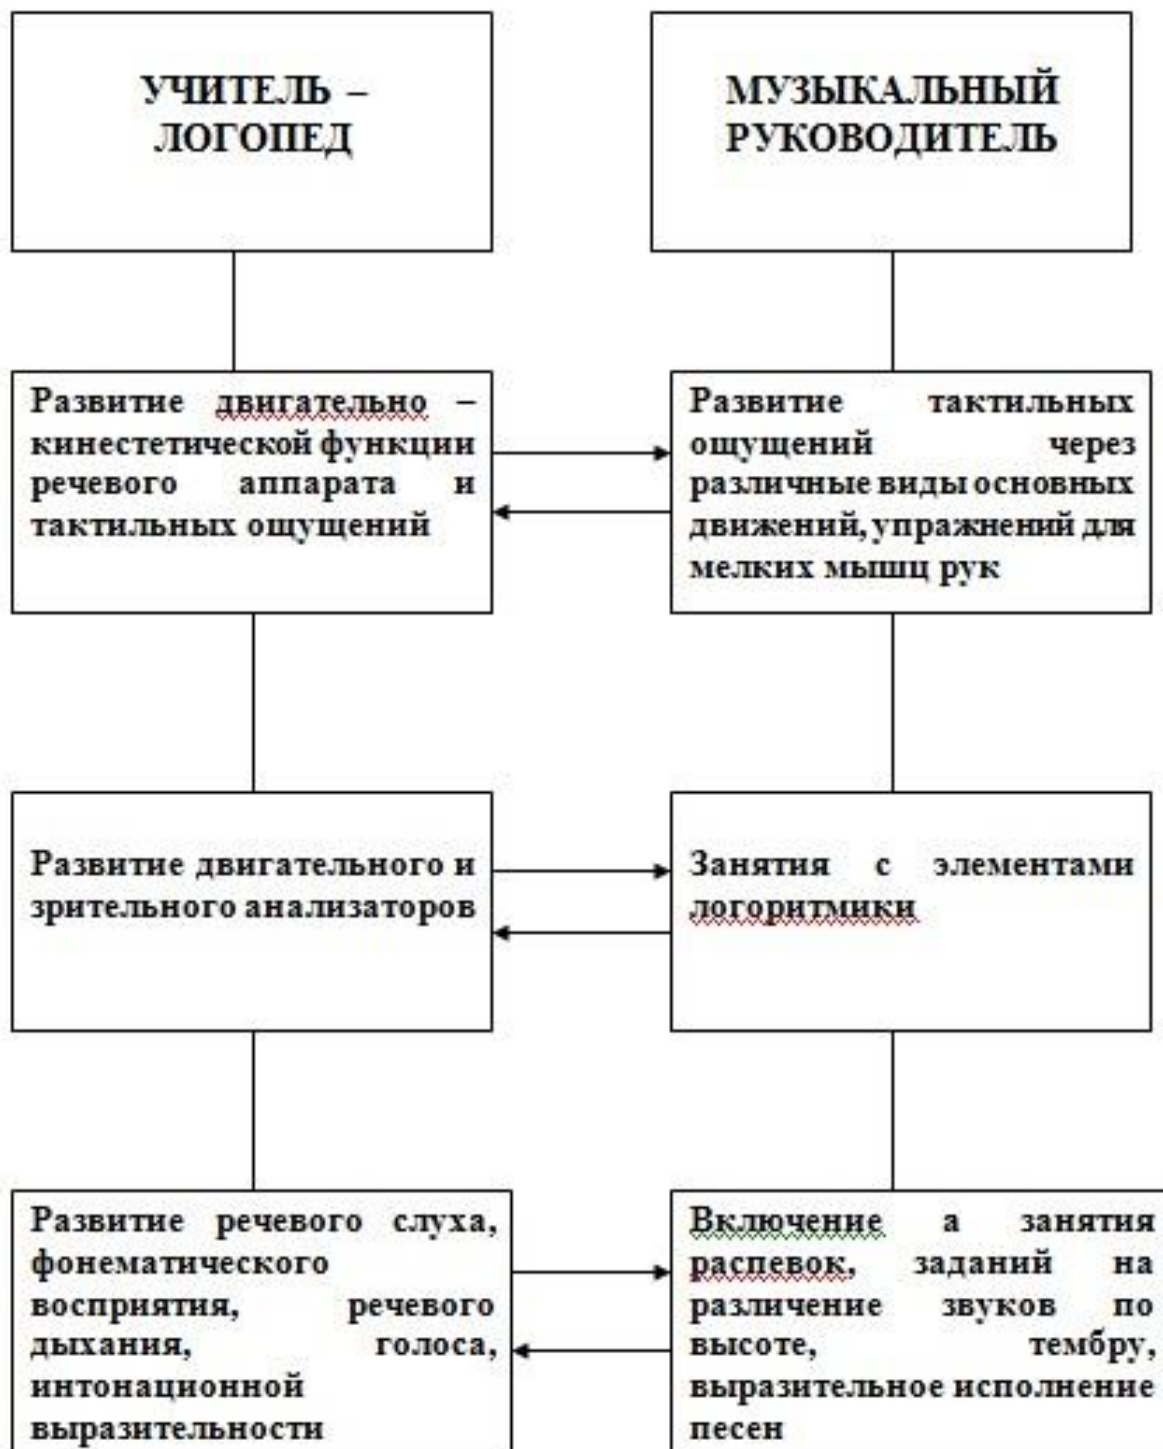 УЧИТЕЛЬ –
ЛОГОПЕД
МУЗЫКАЛЬНЫЙ
РУКОВОДИТЕЛЬ
Развитие двигательно –
кинестетической функции
речевого аппарата и
тактильных ощущений
Развитие тактильных
ощущений через
различные виды основных
движений, упражнений для
мелких мышц рук
Развитие двигательного и
зрительного анализаторов
Занятия с элементами
логоритмики
Развитие речевого слуха,
фонематического
восприятия, речевого
дыхания, голоса,
интонационной
выразительности
Включение а занятия
распевок, заданий на
различение звуков по
высоте, тембру,
выразительное исполнение
песен